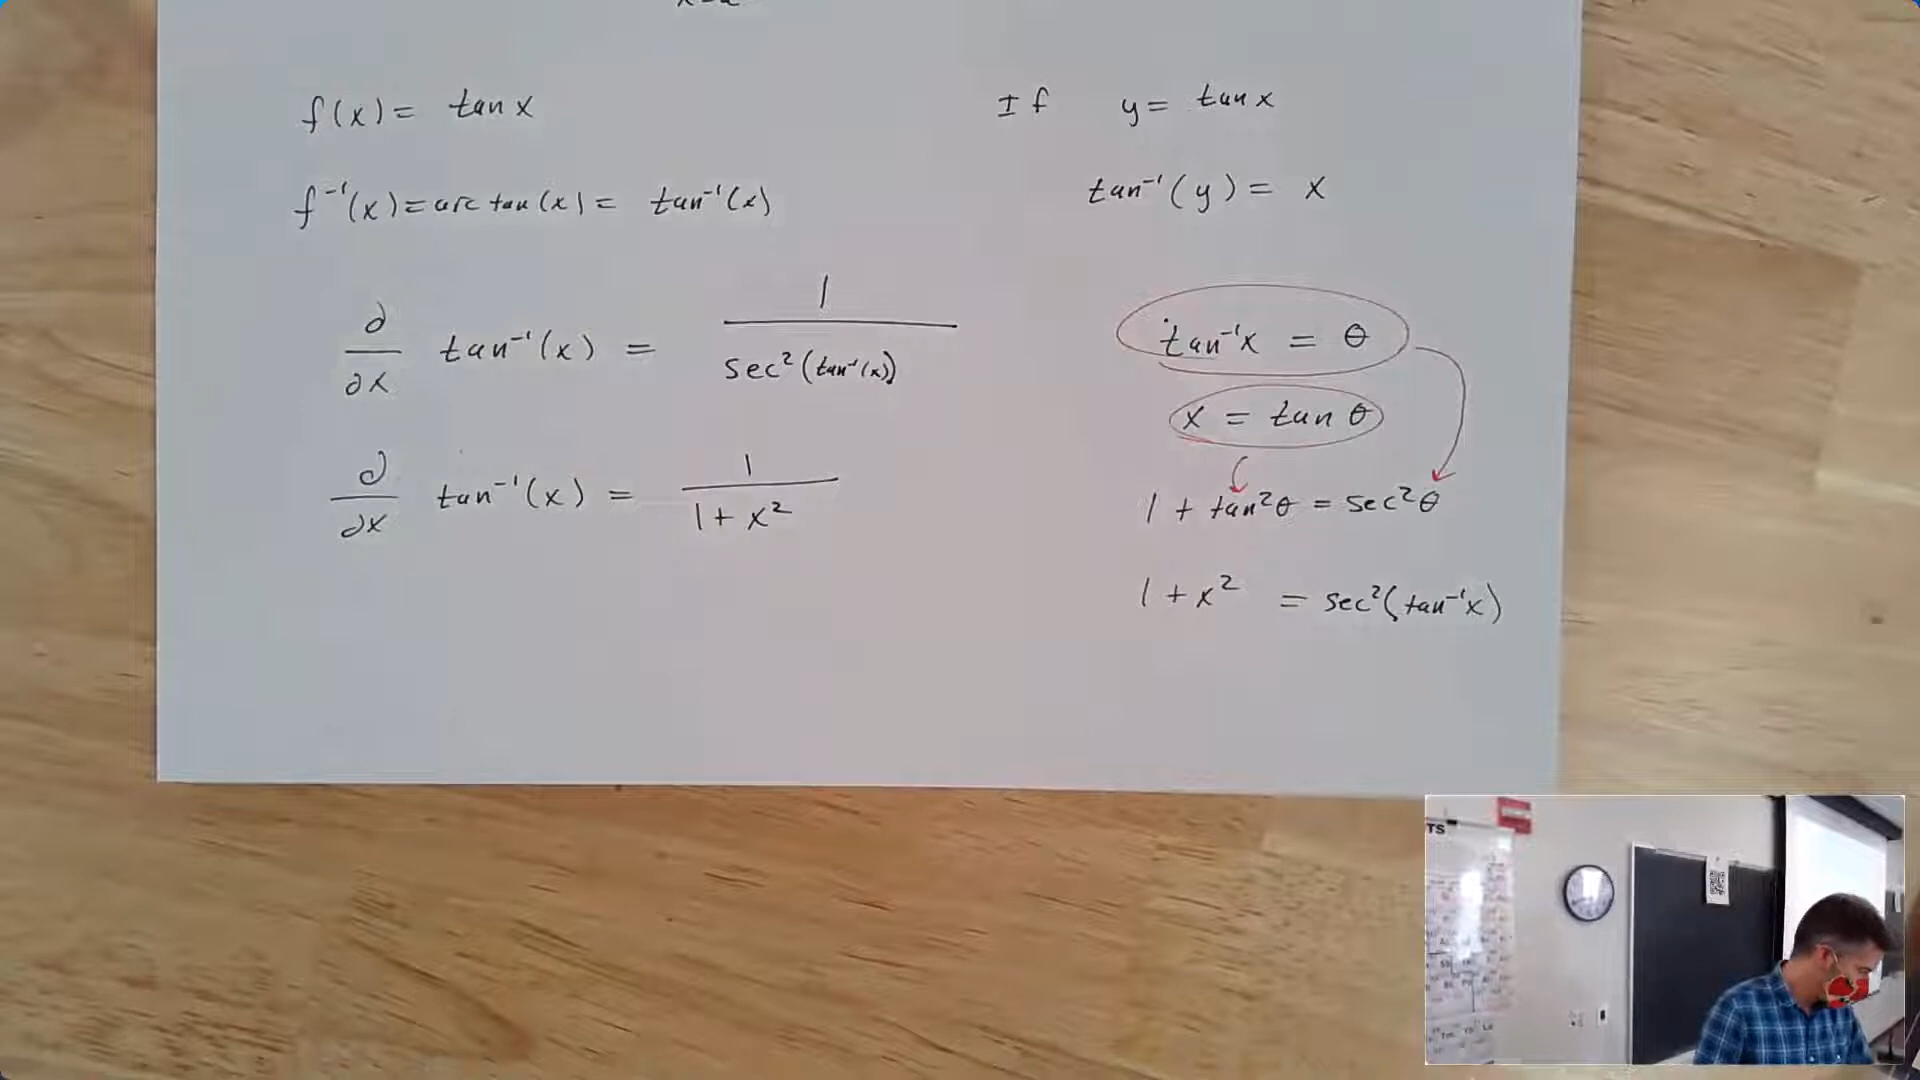 f(x) = tan x
f⁻¹(x) = arc tan(x) = tan⁻¹(x)
∂/∂x tan⁻¹(x) = 1/sec²(tan⁻¹(x))
∂/∂x tan⁻¹(x) = 1/1+x²
If y = tan x
tan⁻¹(y) = x
tan⁻¹x = θ
x = tan θ
1 + tan²θ = sec²θ
1 + x² = sec²(tan⁻¹x)
TS